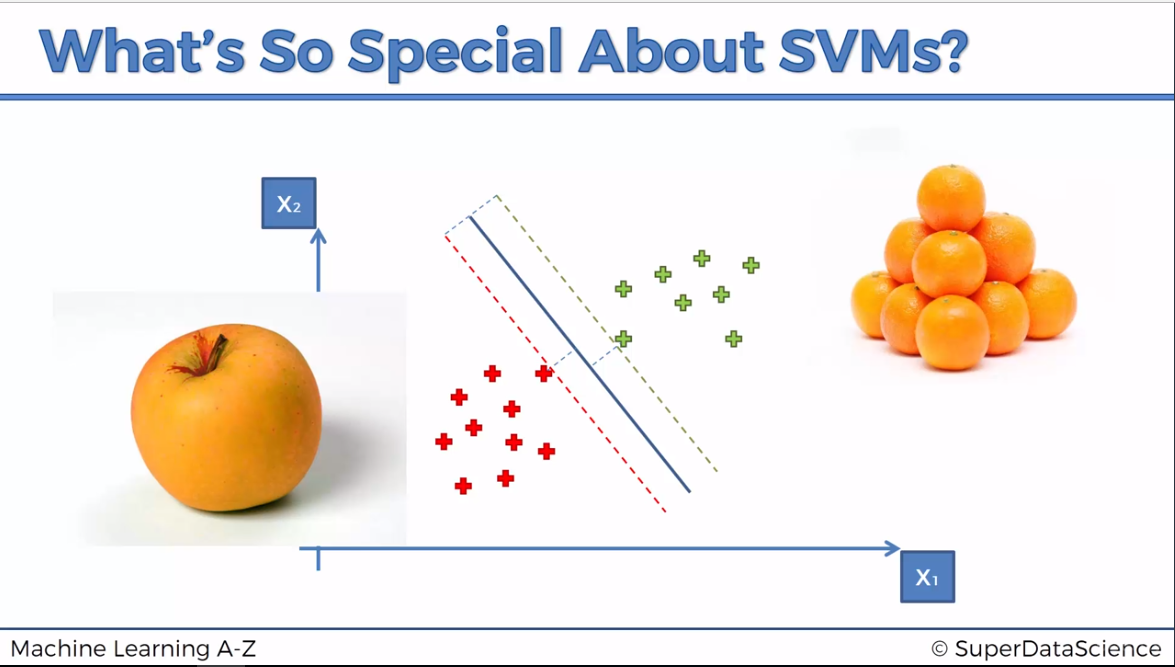 What's So Special About SVMs?
X₂
X₁
Machine Learning A-Z
© SuperDataScience